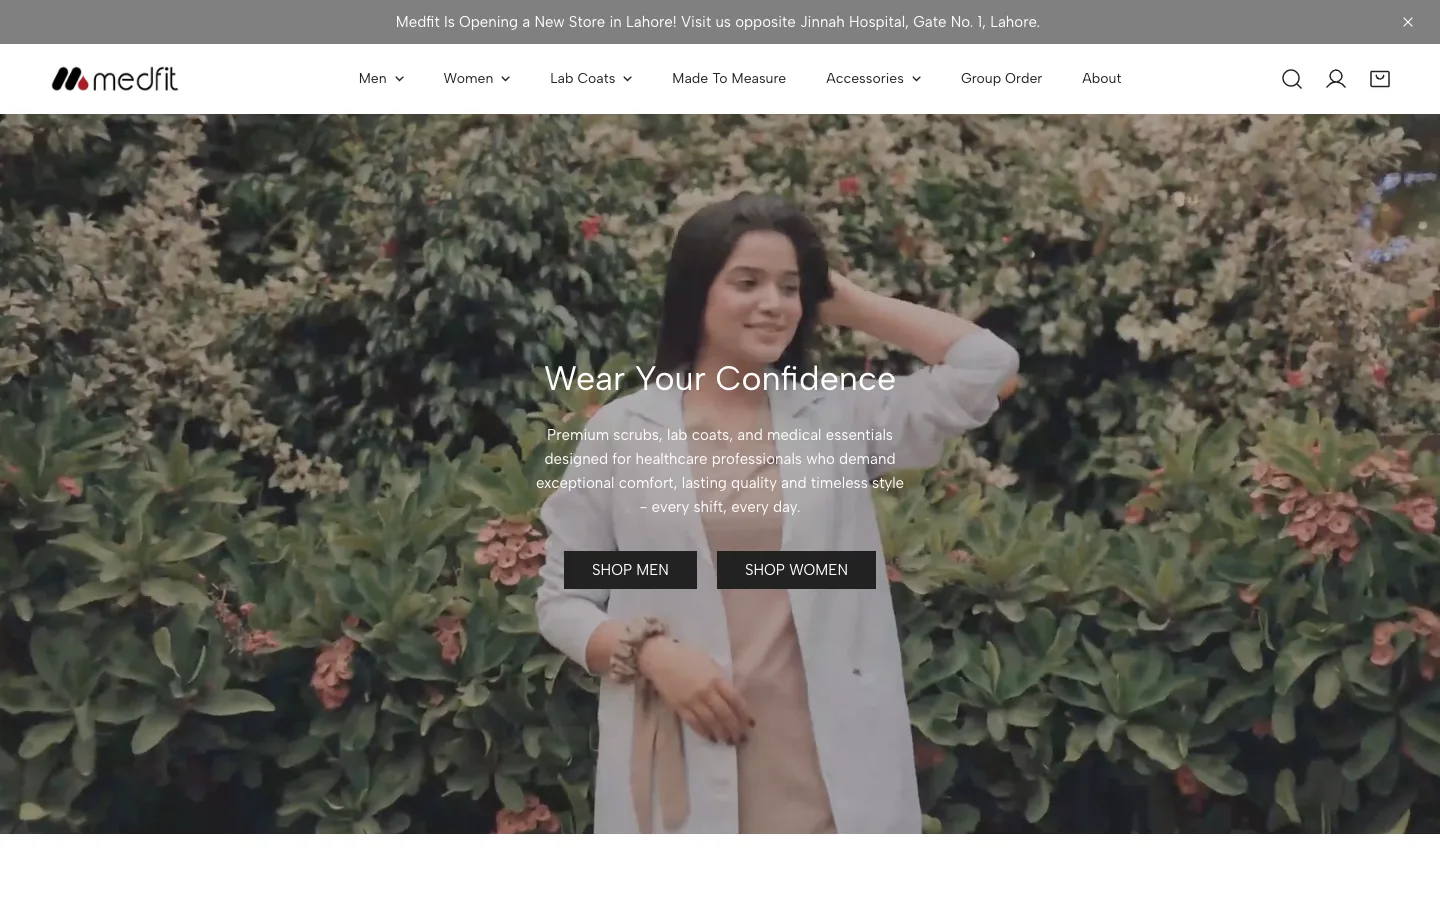 Medfit Is Opening a New Store in Lahore! Visit us opposite Jinnah Hospital, Gate No. 1, Lahore.
medfit
Men
Women
Lab Coats
Made To Measure
Accessories
Group Order
About
Wear Your Confidence
Premium scrubs, lab coats, and medical essentials
designed for healthcare professionals who demand
exceptional comfort, lasting quality and timeless style
- every shift, every day.
SHOP MEN
SHOP WOMEN